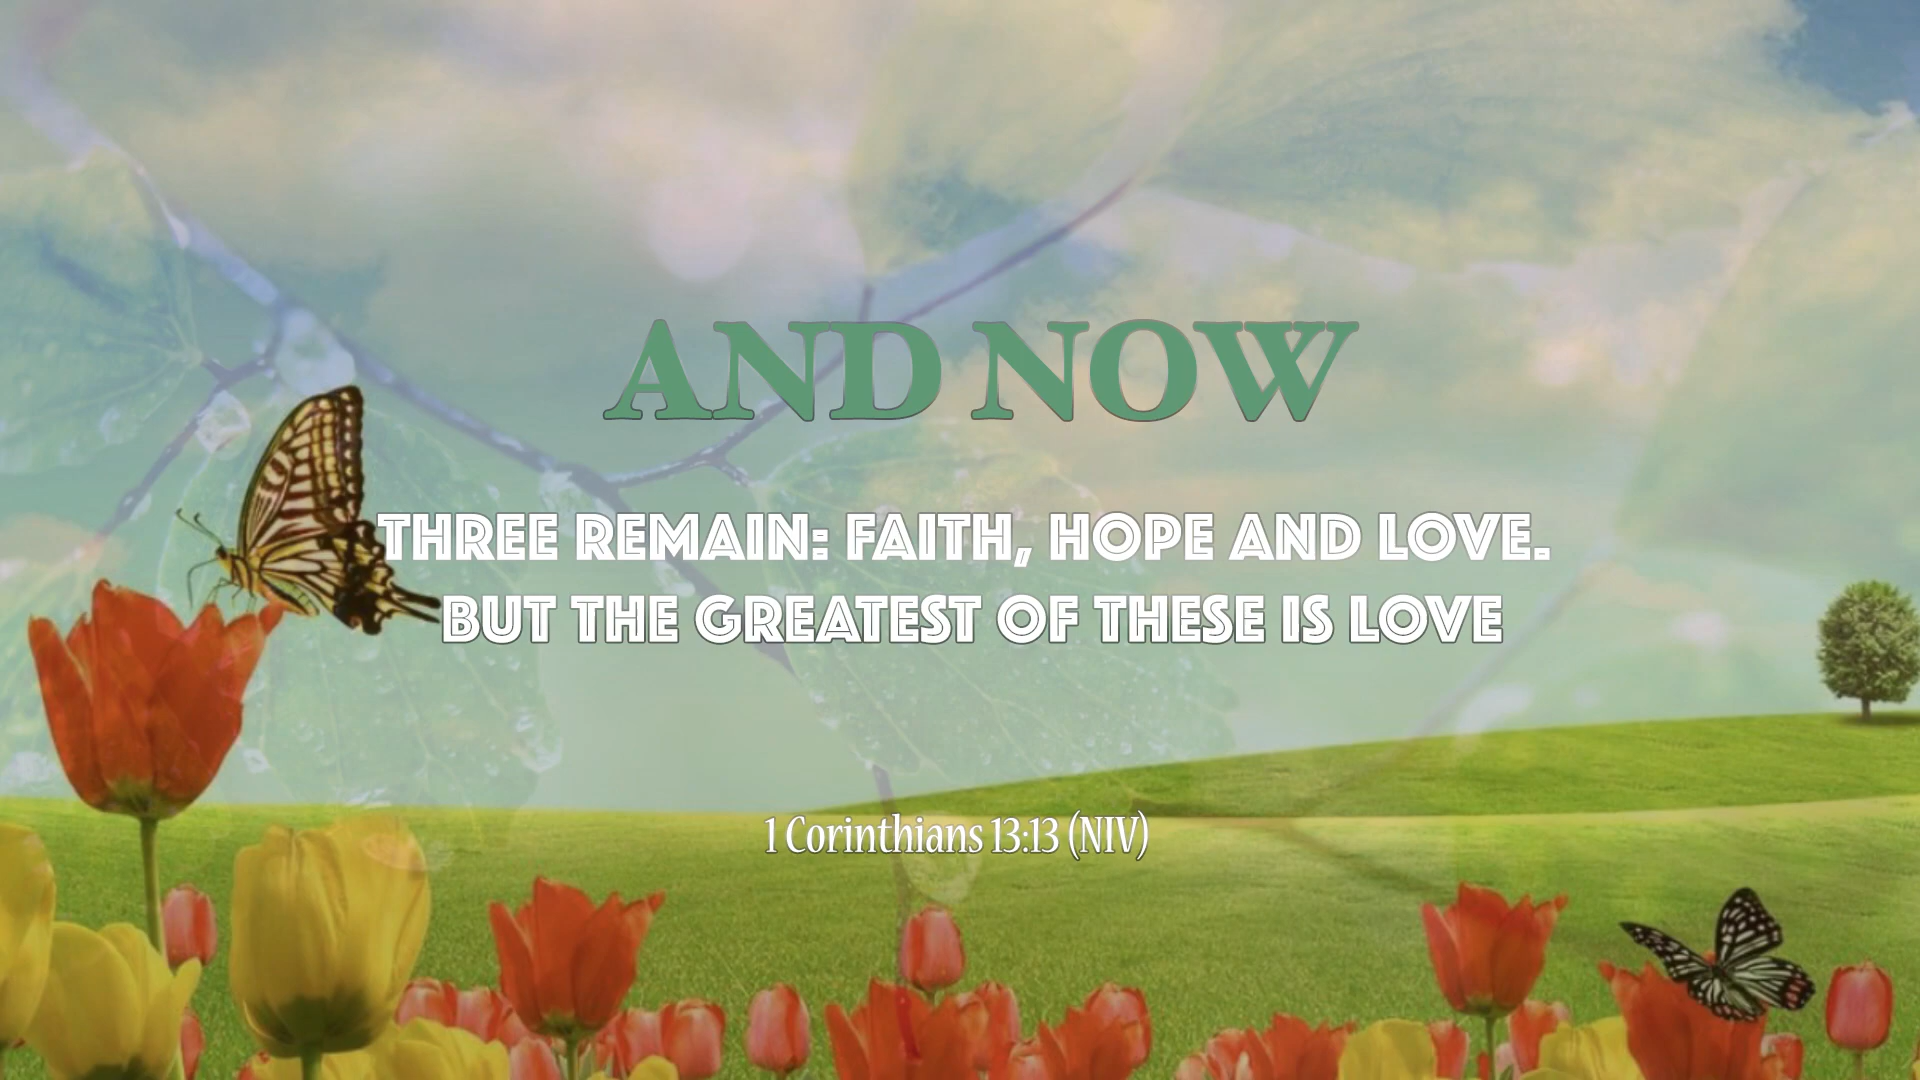 AND NOW
THREE REMAIN: FAITH, HOPE AND LOVE.
BUT THE GREATEST OF THESE IS LOVE
1 Corinthians 13:13 (NIV)